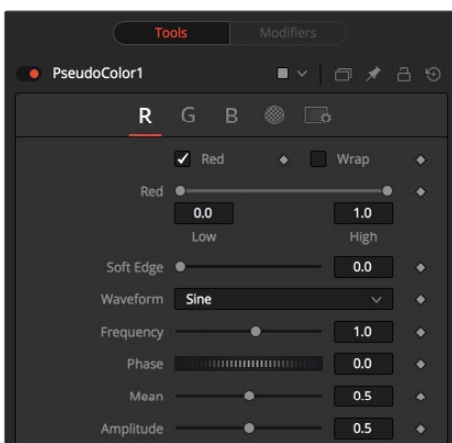 Tools Modifiers
PseudoColor1
R G B
Red Wrap
Red
0.0 1.0
Low High
Soft Edge 0.0
Waveform Sine
Frequency 1.0
Phase 0.0
Mean 0.5
Amplitude 0.5